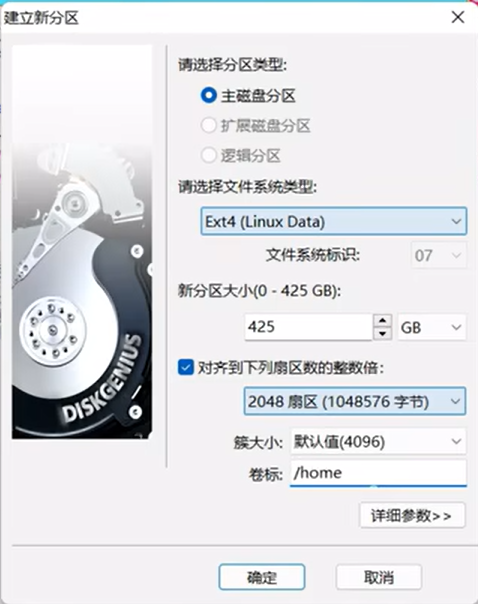 建立新分区
请选择分区类型:
主磁盘分区
扩展磁盘分区
逻辑分区
请选择文件系统类型:
Ext4 (Linux Data)
文件系统标识: 07
新分区大小(0 - 425 GB):
425 GB
对齐到下列扇区数的整数倍:
2048 扇区 (1048576 字节)
簇大小: 默认值(4096)
卷标: /home
详细参数>>
确定 取消
DISKGENIUS